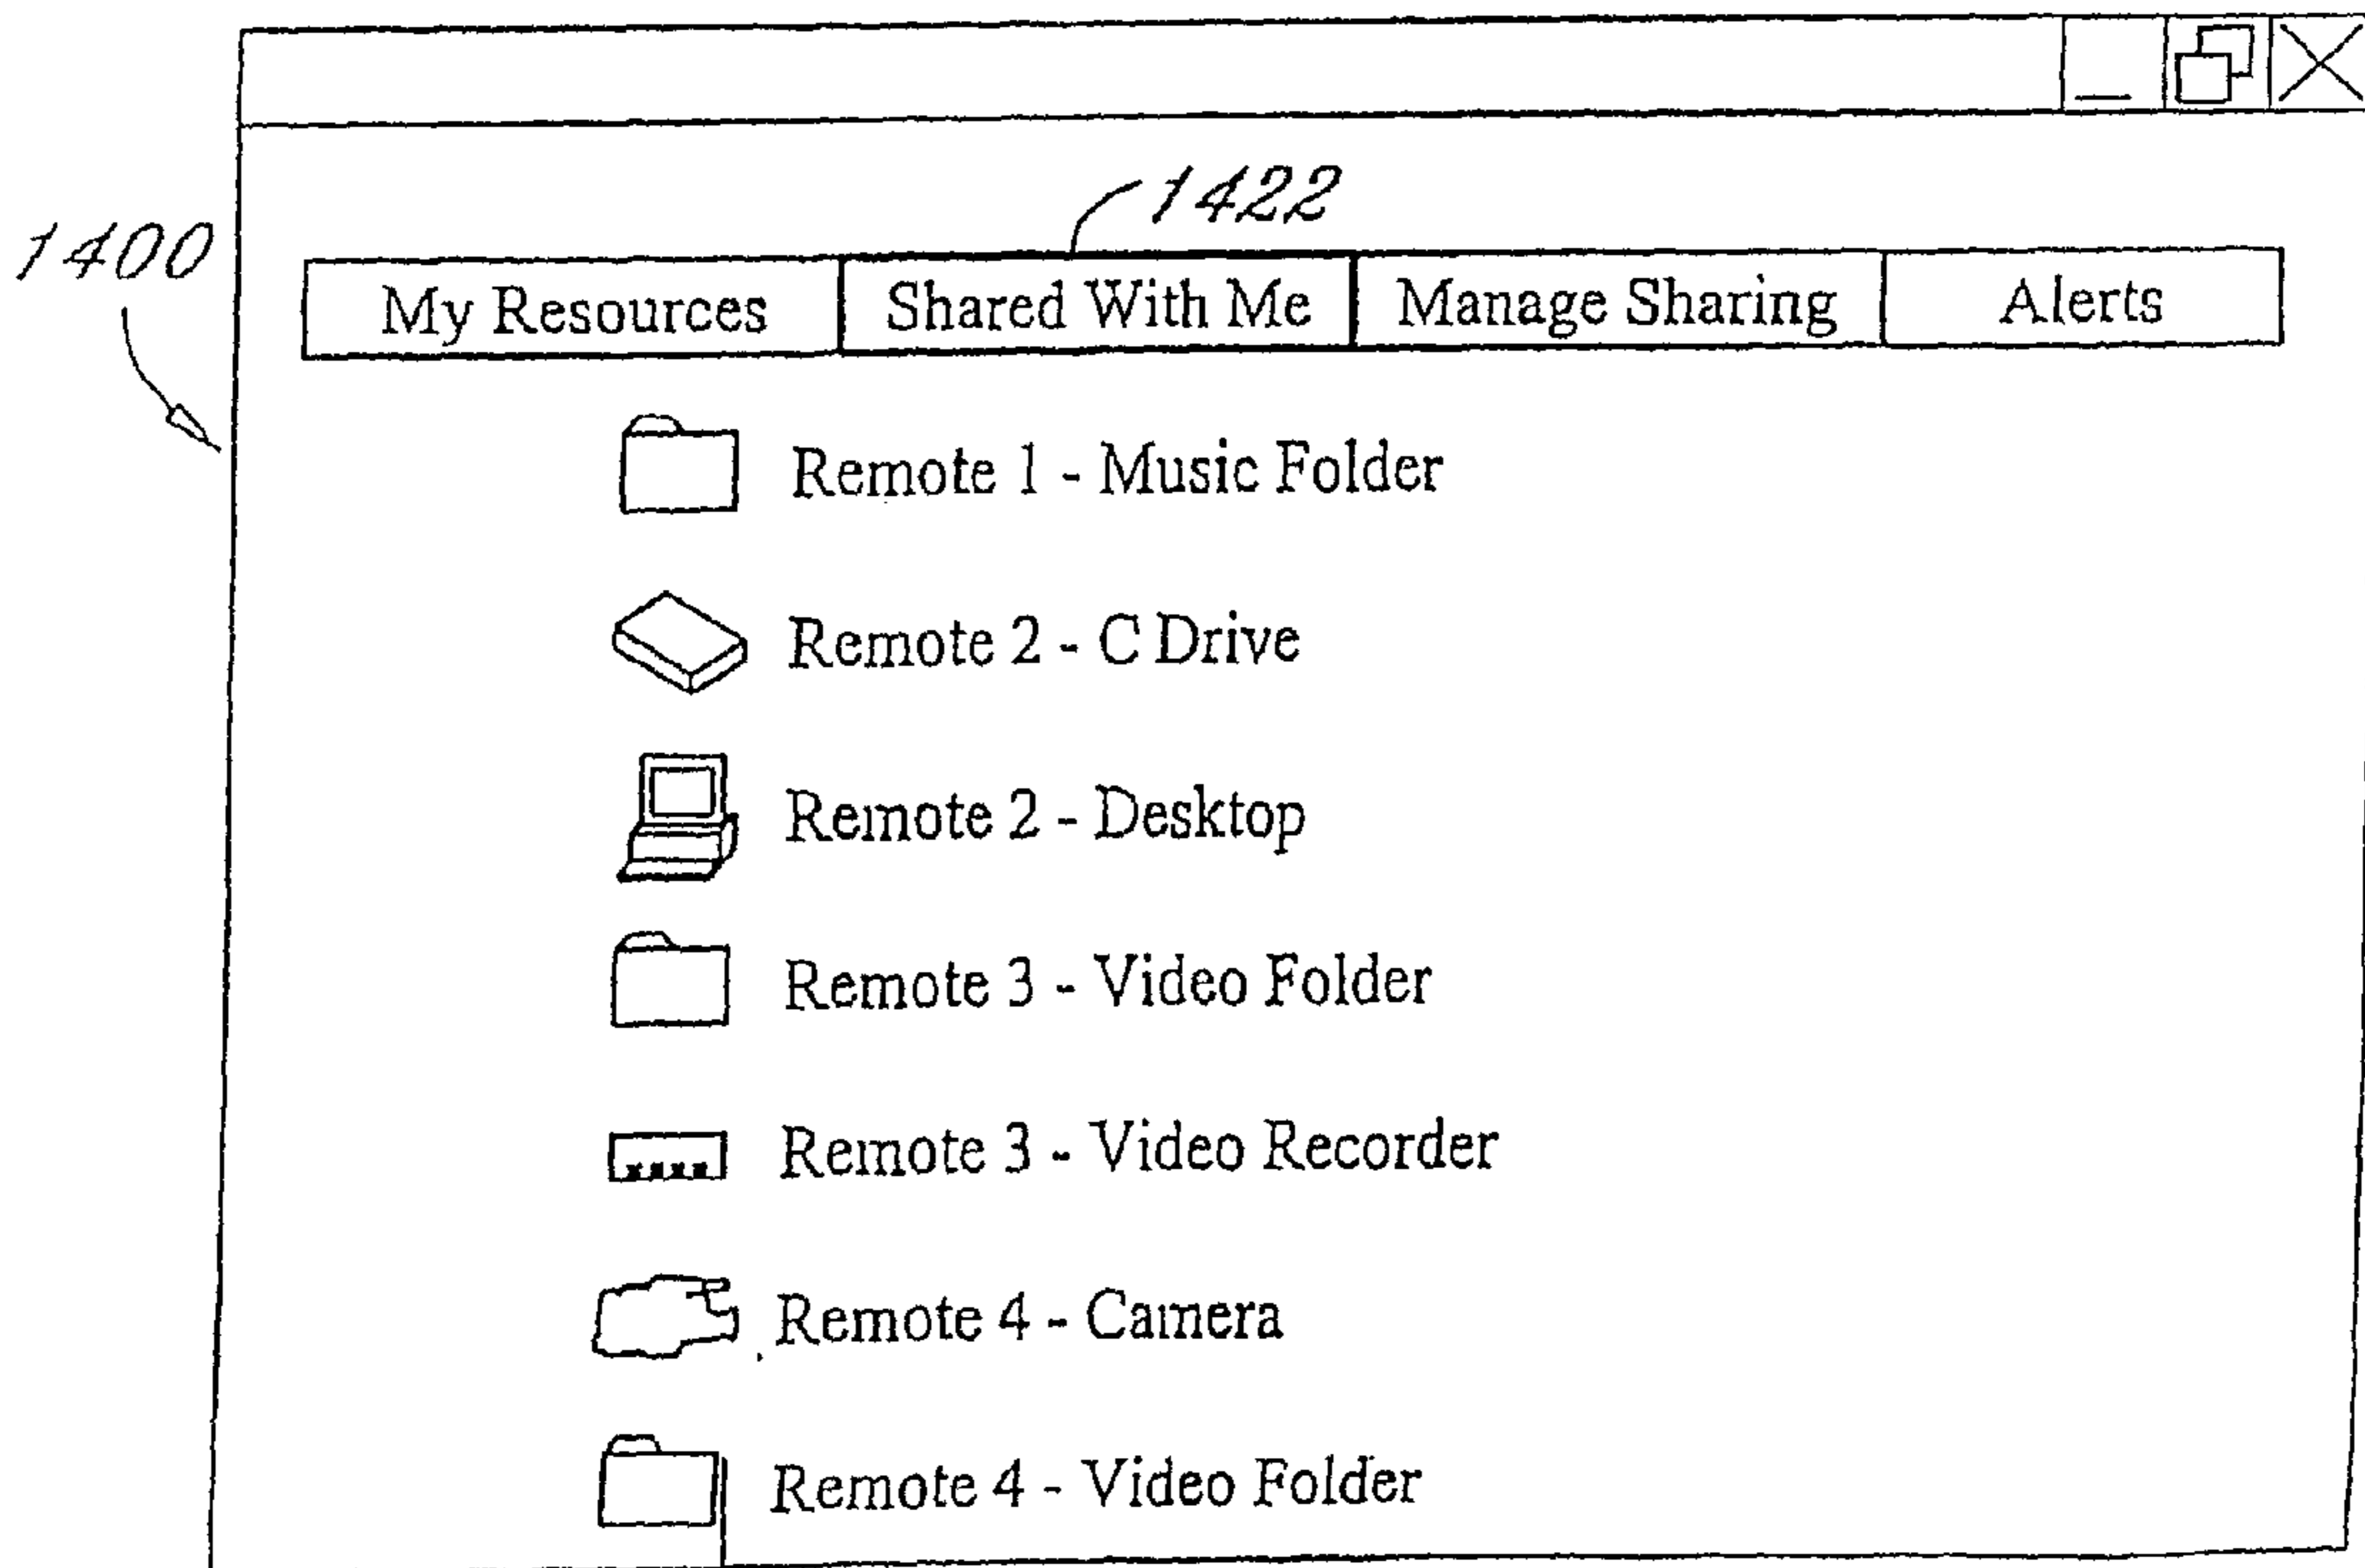 1422
1400
My Resources Shared With Me Manage Sharing Alerts
Remote 1 - Music Folder
Remote 2 - C Drive
Remote 2 - Desktop
Remote 3 - Video Folder
Remote 3 - Video Recorder
Remote 4 - Camera
Remote 4 - Video Folder